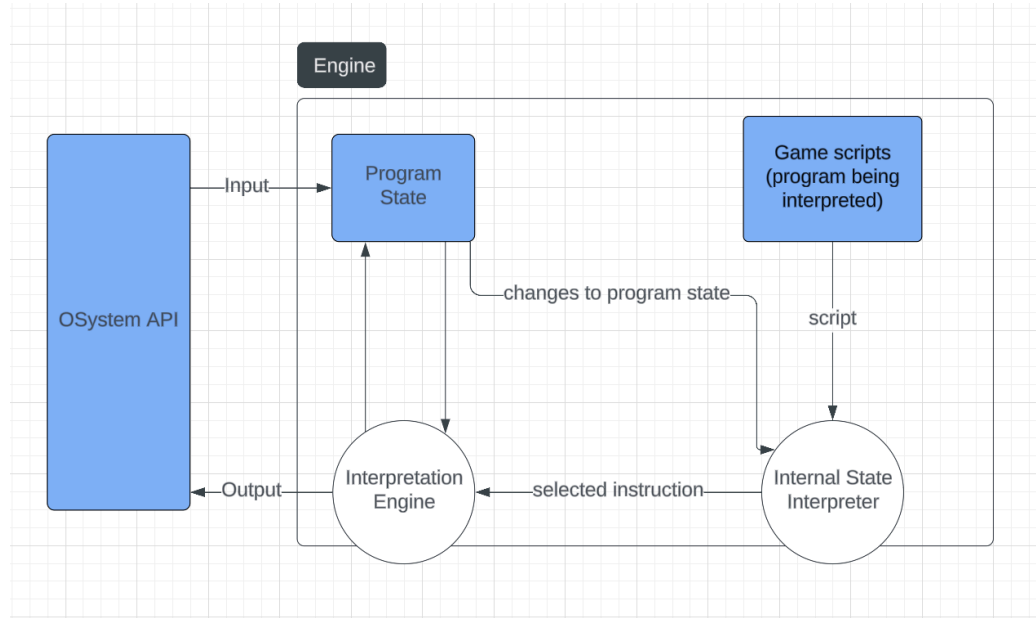 Engine
Program
State
Game scripts
(program being
interpreted)
Input
changes to program state
OSystem API
script
Interpretation
Engine
Internal State
Interpreter
Output
selected instruction